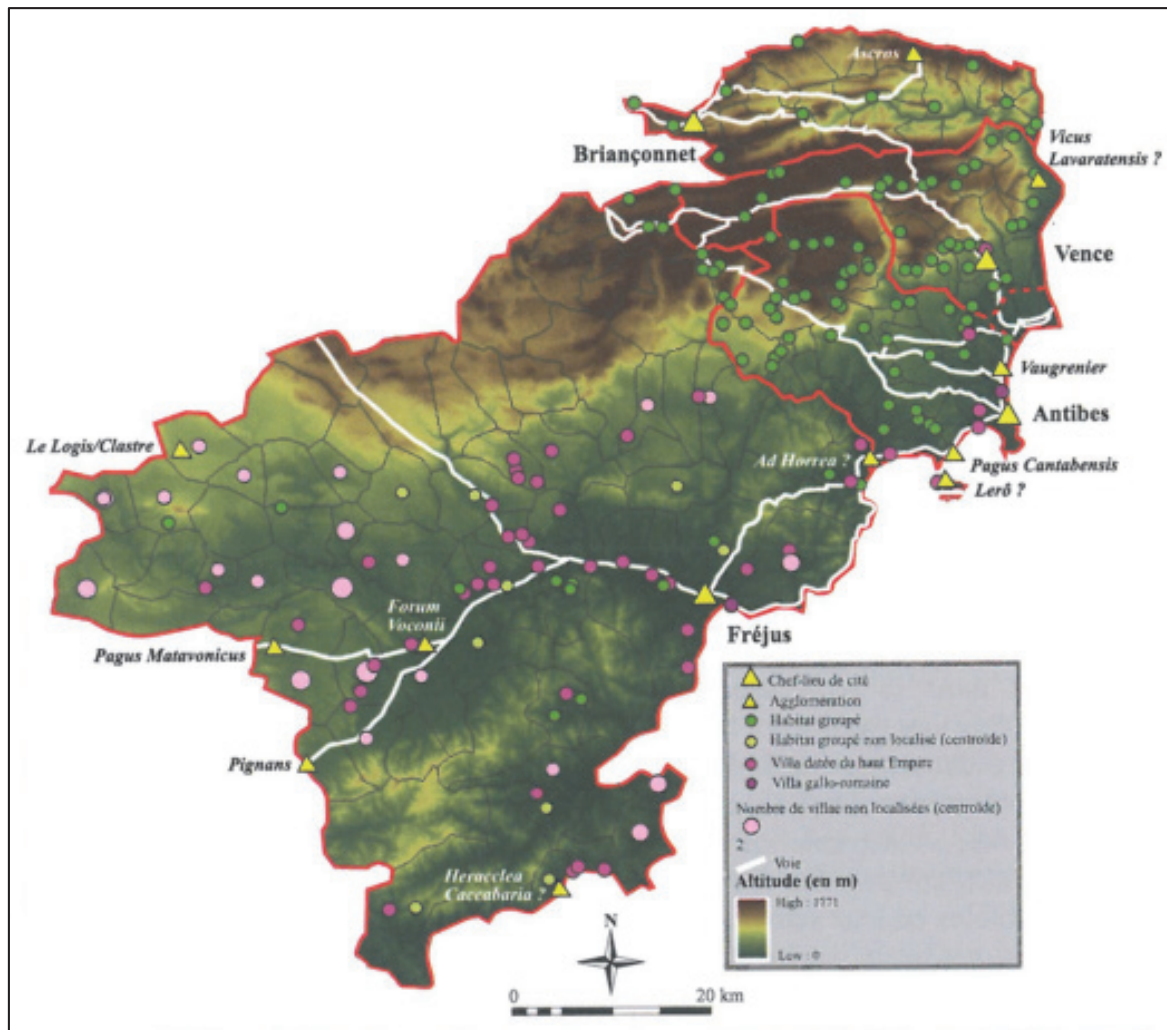 Ascros
Briançonnet
Vicus
Lavaratensis ?
Vence
Vaugrenier
Antibes
Le Logis/Clastre
Ad Horrea ?
Pagus Cantabensis
Lerô ?
Forum
Voconii
Fréjus
Pagus Matavonicus
Pignans
Heracclea
Caccabaria ?
Chef-lieu de cité
Agglomération
Habitat groupé
Habitat groupé non localisé (centroïde)
Villa datée du haut Empire
Villa gallo-romaine
Nombre de villae non localisées (centroïde)
2
Voie
Altitude (en m)
High : 1771
Low : 0
N
0 20 km